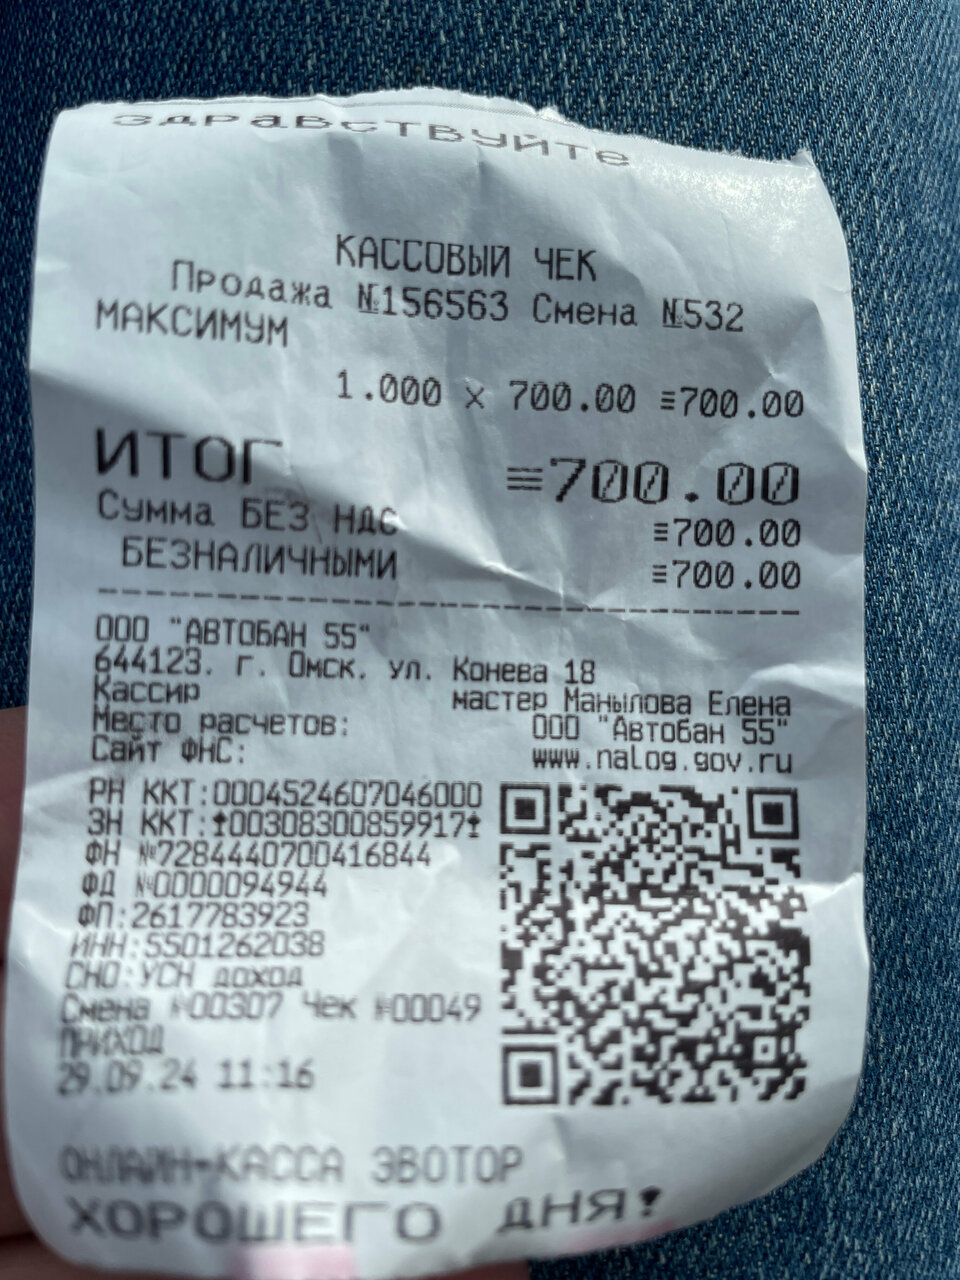 здравствуйте
КАССОВЫЙ ЧЕК
Продажа №156563 Смена №532
МАКСИМУМ
1.000 x 700.00 ≡700.00
ИТОГ ≡700.00
Сумма БЕЗ НДС ≡700.00
БЕЗНАЛИЧНЫМИ ≡700.00
ООО "АВТОБАН 55"
644123. г. Омск. ул. Конева 18
Кассир мастер Манылова Елена
Место расчетов: ООО "Автобан 55"
Сайт ФНС: www.nalog.gov.ru
РН ККТ:0004524607046000
ЗН ККТ:↥00308300859917↥
ФН №7284440700416844
ФД №0000094944
ФП:2617783923
ИНН:5501262038
СНО:УСН доход
Смена №00307 Чек №00049
ПРИХОД
29.09.24 11:16
ОНЛАЙН-КАССА ЭВОТОР
ХОРОШЕГО ДНЯ!